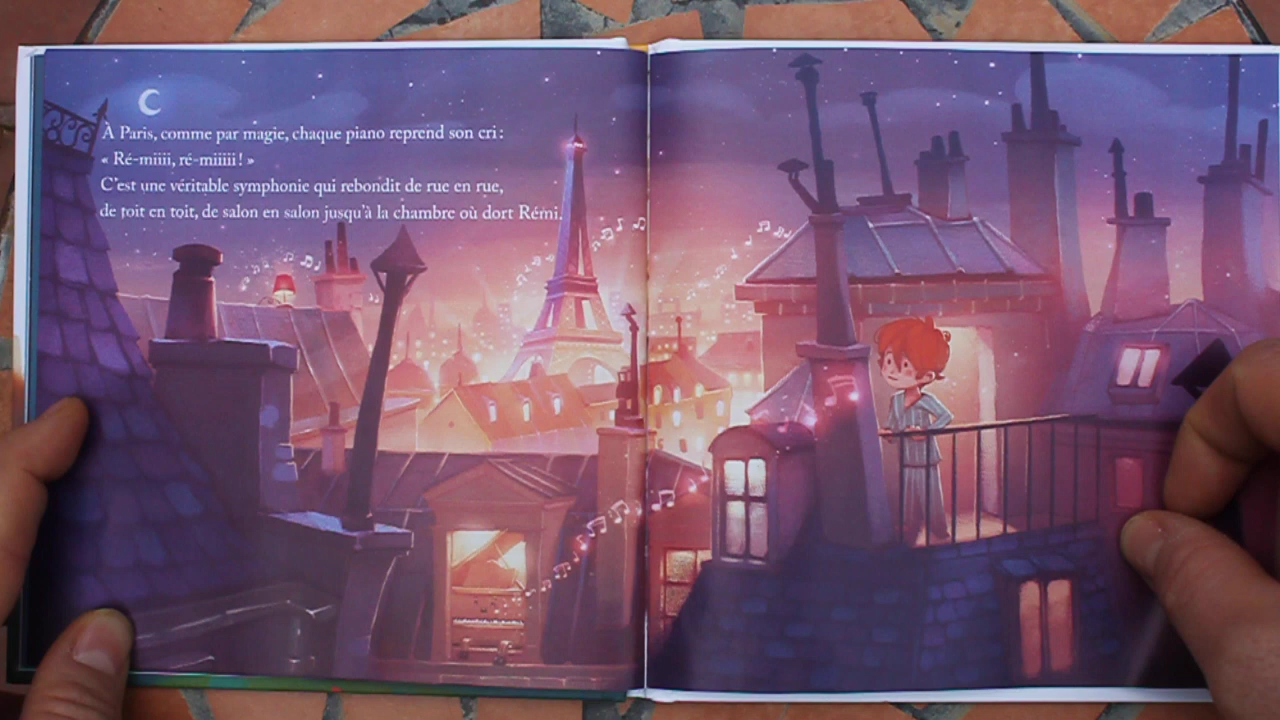 À Paris, comme par magie, chaque piano reprend son cri :
« Ré-miiii, ré-miiiii ! »
C'est une véritable symphonie qui rebondit de rue en rue,
de toit en toit, de salon en salon jusqu'à la chambre où dort Rémi.